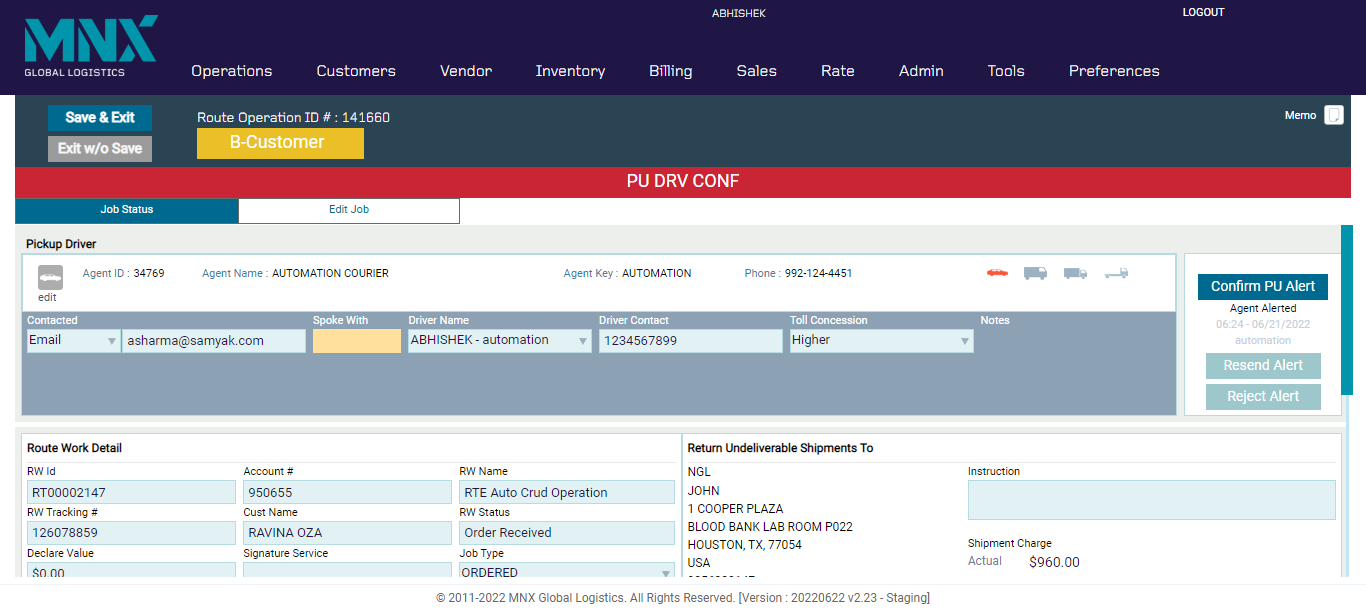 ABHISHEK LOGOUT
MNX
GLOBAL LOGISTICS
Operations Customers Vendor Inventory Billing Sales Rate Admin Tools Preferences
Save & Exit Route Operation ID # : 141660 Memo
Exit w/o Save B-Customer
PU DRV CONF
Job Status Edit Job
Pickup Driver
Agent ID : 34769 Agent Name : AUTOMATION COURIER Agent Key : AUTOMATION Phone : 992-124-4451
edit
Contacted Spoke With Driver Name Driver Contact Toll Concession Notes
Email asharma@samyak.com ABHISHEK - automation 1234567899 Higher
Confirm PU Alert
Agent Alerted
06:24 - 06/21/2022
automation
Resend Alert
Reject Alert
Route Work Detail
RW Id Account # RW Name
RT00002147 950655 RTE Auto Crud Operation
RW Tracking # Cust Name RW Status
126078859 RAVINA OZA Order Received
Declare Value Signature Service Job Type
$0.00 ORDERED
Return Undeliverable Shipments To
NGL
JOHN
1 COOPER PLAZA
BLOOD BANK LAB ROOM P022
HOUSTON, TX, 77054
USA
Instruction
Shipment Charge
Actual $960.00
© 2011-2022 MNX Global Logistics. All Rights Reserved. [Version : 20220622 v2.23 - Staging]